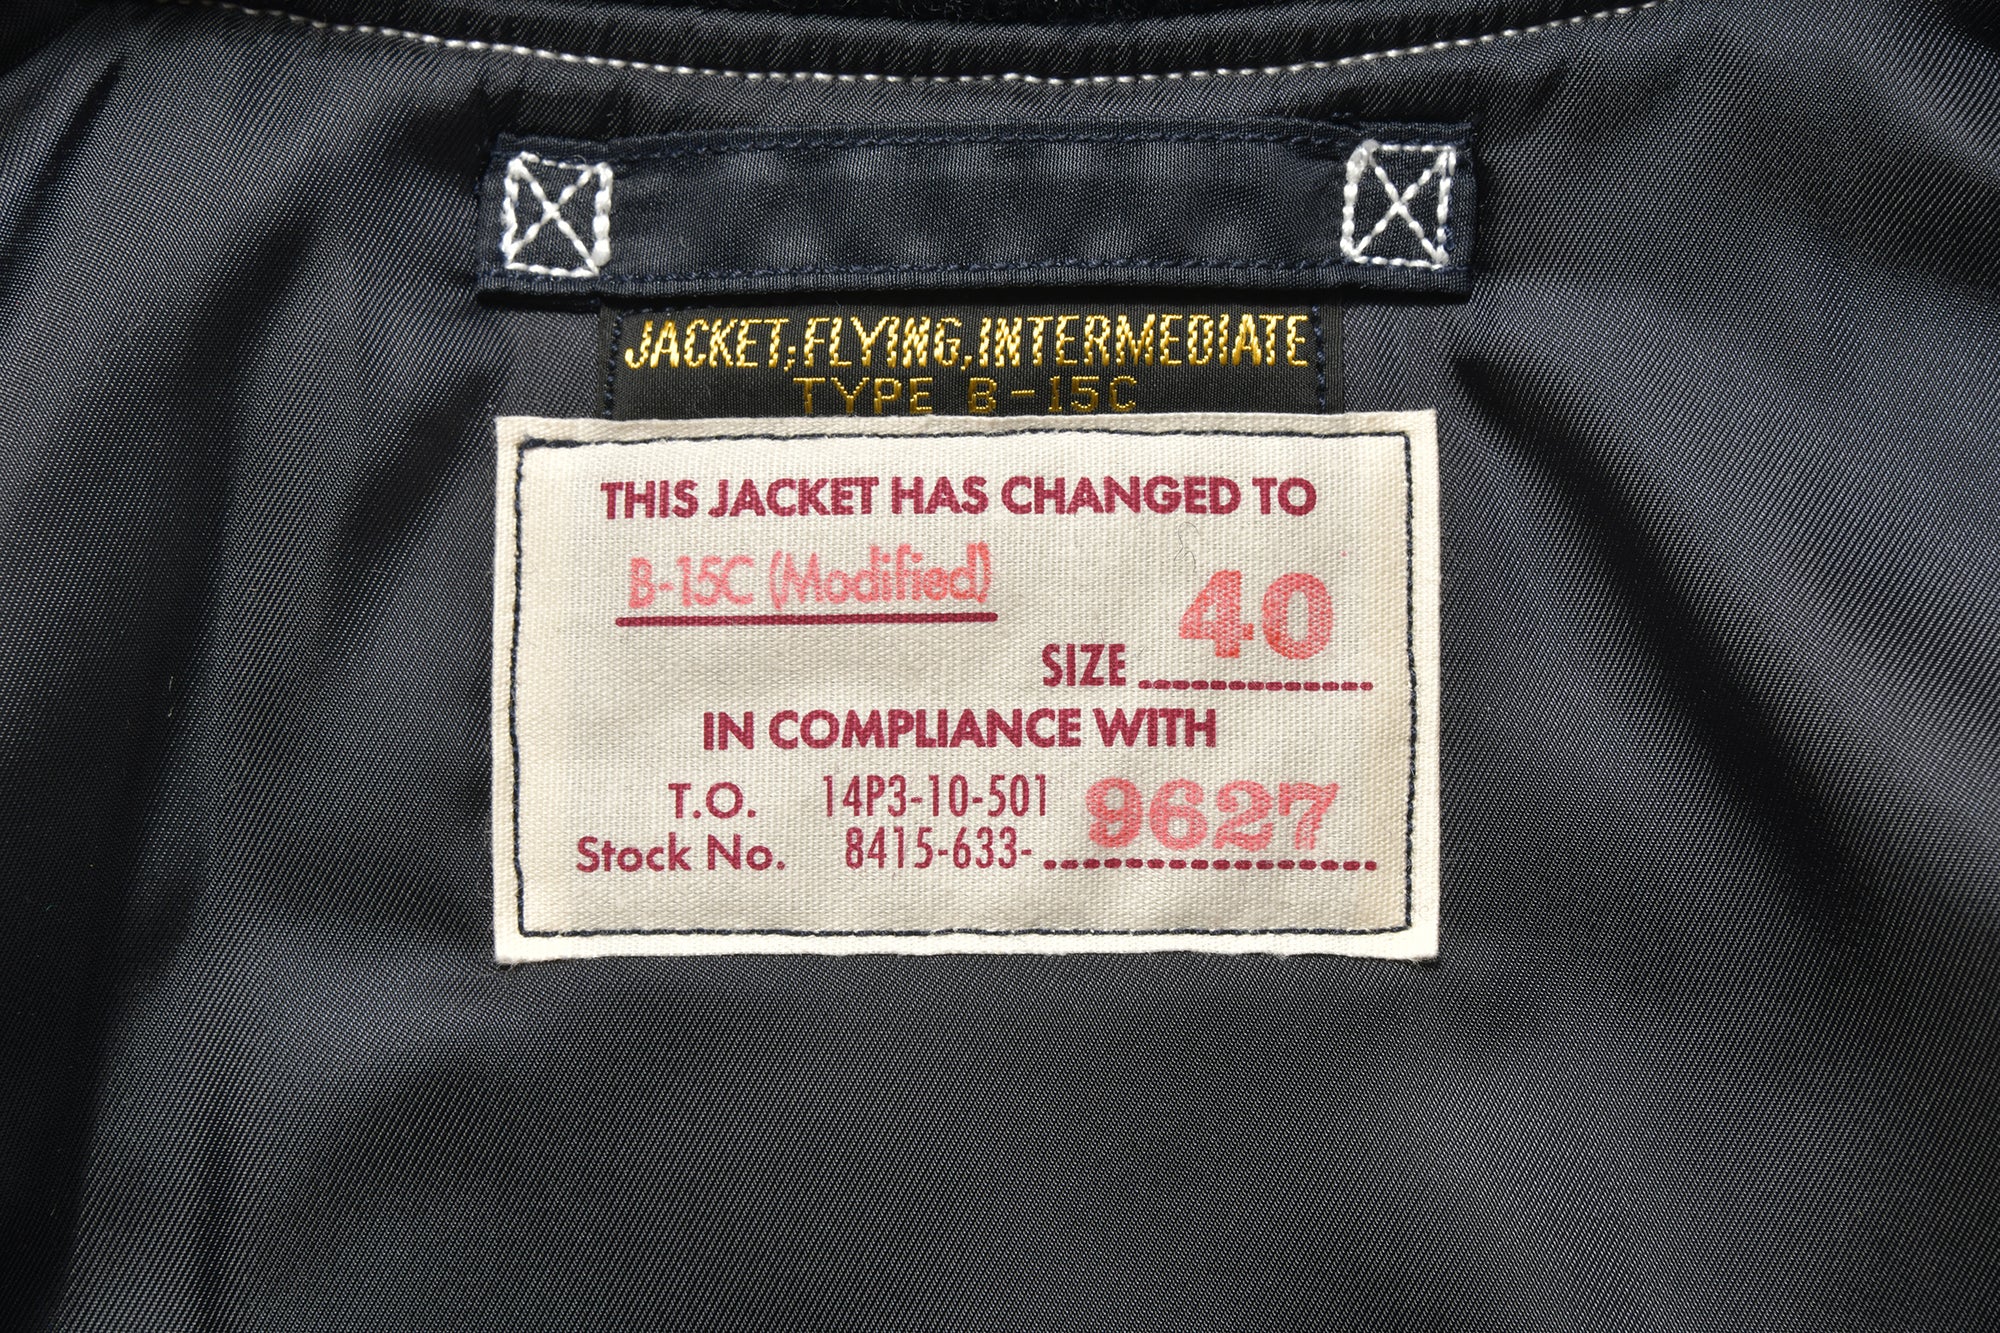 JACKET,FLYING,INTERMEDIATE
TYPE B-15C
THIS JACKET HAS CHANGED TO
B-15C (Modified)
SIZE 40
IN COMPLIANCE WITH
T.O. 14P3-10-501
Stock No. 8415-633- 9627